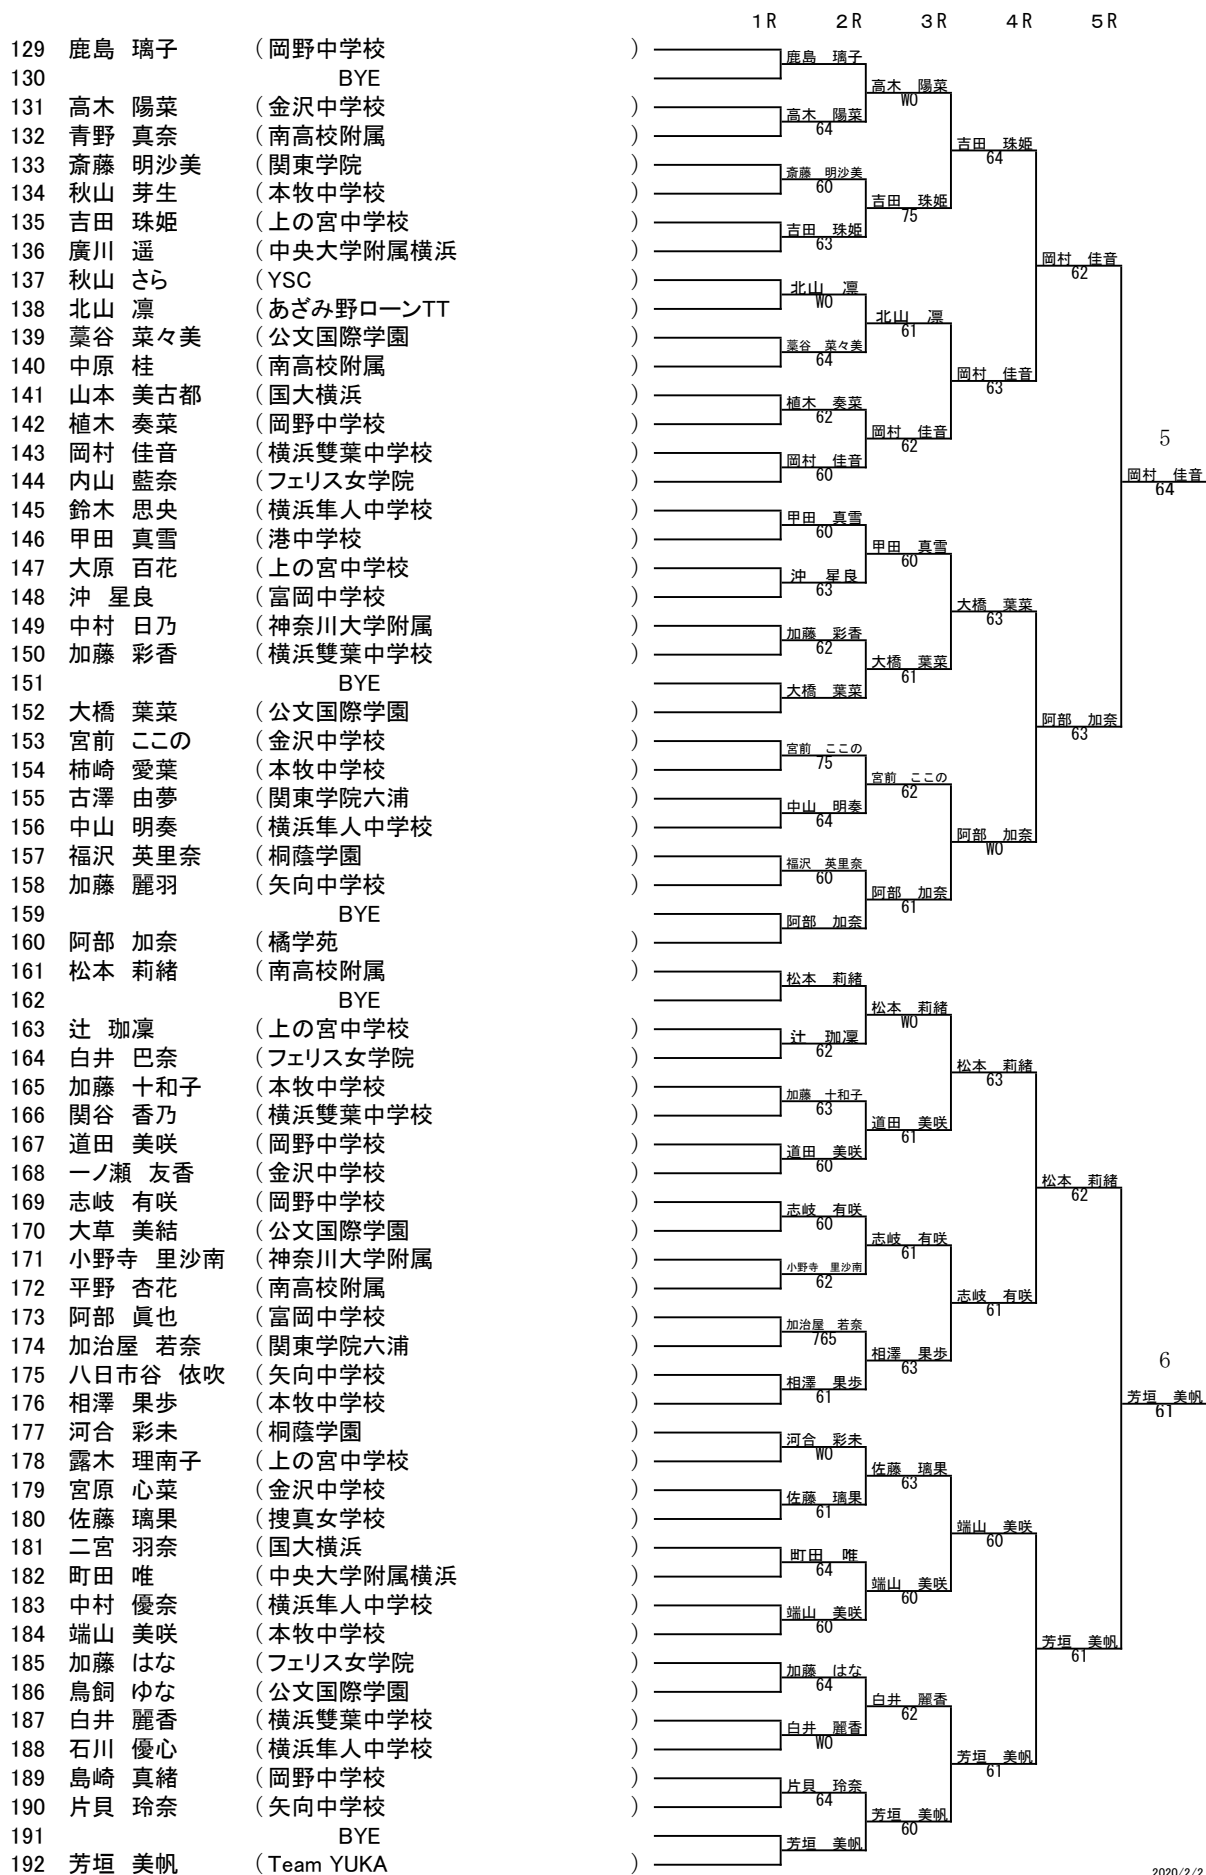 1R 2R 3R 4R 5R
129 鹿島 璃子 (岡野中学校 )
130 BYE
131 高木 陽菜 (金沢中学校 )
132 青野 真奈 (南高校附属 )
133 斎藤 明沙美 (関東学院 )
134 秋山 芽生 (本牧中学校 )
135 吉田 珠姫 (上の宮中学校 )
136 廣川 遥 (中央大学附属横浜 )
137 秋山 さら (YSC )
138 北山 凛 (あざみ野ローンTT )
139 藁谷 菜々美 (公文国際学園 )
140 中原 桂 (南高校附属 )
141 山本 美古都 (国大横浜 )
142 植木 奏菜 (岡野中学校 )
143 岡村 佳音 (横浜雙葉中学校 )
144 内山 藍奈 (フェリス女学院 )
145 鈴木 思央 (横浜隼人中学校 )
146 甲田 真雪 (港中学校 )
147 大原 百花 (上の宮中学校 )
148 沖 星良 (富岡中学校 )
149 中村 日乃 (神奈川大学附属 )
150 加藤 彩香 (横浜雙葉中学校 )
151 BYE
152 大橋 葉菜 (公文国際学園 )
153 宮前 ここの (金沢中学校 )
154 柿崎 愛葉 (本牧中学校 )
155 古澤 由夢 (関東学院六浦 )
156 中山 明奏 (横浜隼人中学校 )
157 福沢 英里奈 (桐蔭学園 )
158 加藤 麗羽 (矢向中学校 )
159 BYE
160 阿部 加奈 (橘学苑 )
161 松本 莉緒 (南高校附属 )
162 BYE
163 辻 珈凜 (上の宮中学校 )
164 白井 巴奈 (フェリス女学院 )
165 加藤 十和子 (本牧中学校 )
166 関谷 香乃 (横浜雙葉中学校 )
167 道田 美咲 (岡野中学校 )
168 一ノ瀬 友香 (金沢中学校 )
169 志岐 有咲 (岡野中学校 )
170 大草 美結 (公文国際学園 )
171 小野寺 里沙南 (神奈川大学附属 )
172 平野 杏花 (南高校附属 )
173 阿部 眞也 (富岡中学校 )
174 加治屋 若奈 (関東学院六浦 )
175 八日市谷 依吹 (矢向中学校 )
176 相澤 果歩 (本牧中学校 )
177 河合 彩未 (桐蔭学園 )
178 露木 理南子 (上の宮中学校 )
179 宮原 心菜 (金沢中学校 )
180 佐藤 璃果 (捜真女学校 )
181 二宮 羽奈 (国大横浜 )
182 町田 唯 (中央大学附属横浜 )
183 中村 優奈 (横浜隼人中学校 )
184 端山 美咲 (本牧中学校 )
185 加藤 はな (フェリス女学院 )
186 鳥飼 ゆな (公文国際学園 )
187 白井 麗香 (横浜雙葉中学校 )
188 石川 優心 (横浜隼人中学校 )
189 島崎 真緒 (岡野中学校 )
190 片貝 玲奈 (矢向中学校 )
191 BYE
192 芳垣 美帆 (Team YUKA )
鹿島 璃子
高木 陽菜
64
斎藤 明沙美
60
吉田 珠姫
63
北山 凛
WO
藁谷 菜々美
64
植木 奏菜
62
岡村 佳音
60
甲田 真雪
60
沖 星良
63
加藤 彩香
62
大橋 葉菜
宮前 ここの
75
中山 明奏
64
福沢 英里奈
60
阿部 加奈
松本 莉緒
辻 珈凜
62
加藤 十和子
63
道田 美咲
60
志岐 有咲
60
小野寺 里沙南
62
加治屋 若奈
765
相澤 果歩
61
河合 彩未
WO
佐藤 璃果
61
町田 唯
64
端山 美咲
60
加藤 はな
64
白井 麗香
WO
片貝 玲奈
64
芳垣 美帆
高木 陽菜
WO
吉田 珠姫
75
北山 凛
61
岡村 佳音
62
甲田 真雪
60
大橋 葉菜
61
宮前 ここの
62
阿部 加奈
61
松本 莉緒
WO
道田 美咲
61
志岐 有咲
61
相澤 果歩
63
佐藤 璃果
63
端山 美咲
60
白井 麗香
62
芳垣 美帆
60
吉田 珠姫
64
岡村 佳音
63
大橋 葉菜
63
阿部 加奈
WO
松本 莉緒
63
志岐 有咲
61
端山 美咲
60
芳垣 美帆
61
岡村 佳音
62
阿部 加奈
63
松本 莉緒
62
芳垣 美帆
61
5
岡村 佳音
64
6
芳垣 美帆
61
2020/2/2